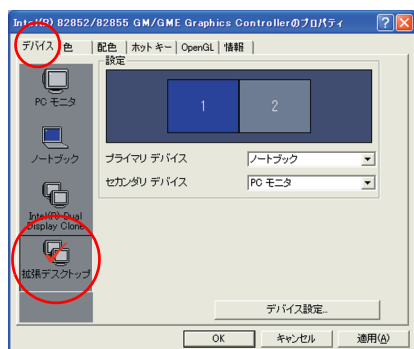 Intel(R) 82852/82855 GM/GME Graphics Controllerのプロパティ
デバイス 色 配色 ホット キー OpenGL 情報
設定
1 2
PC モニタ
ノートブック
Intel(R) Dual
Display Clone
拡張デスクトップ
プライマリ デバイス ノートブック
セカンダリ デバイス PC モニタ
デバイス設定...
OK キャンセル 適用(A)